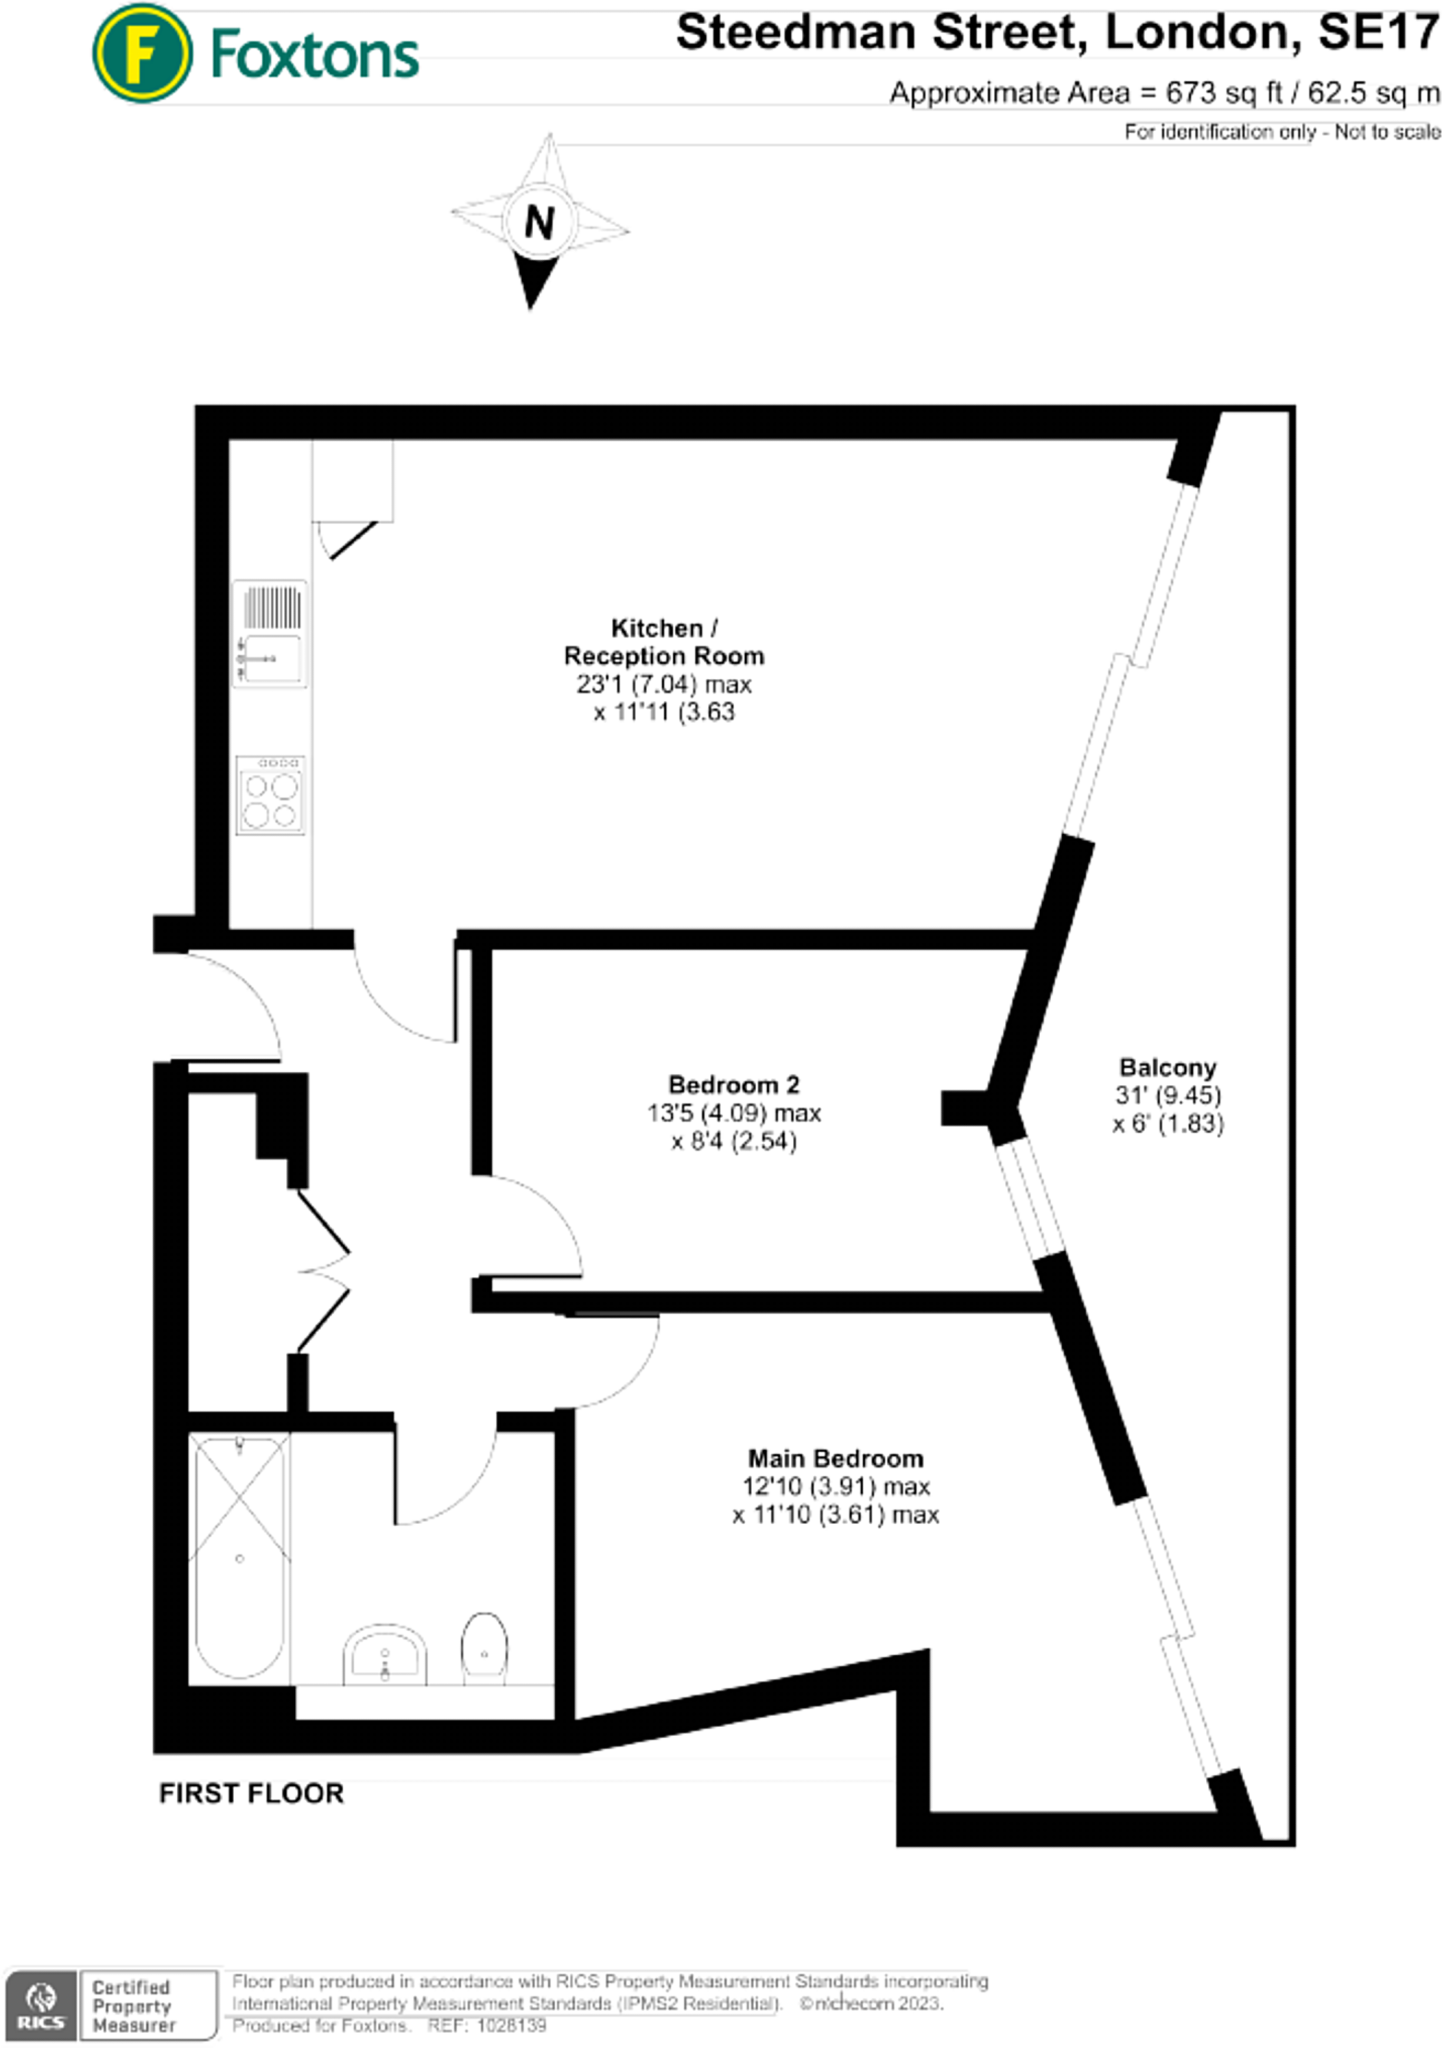 F Foxtons
Steedman Street, London, SE17
Approximate Area = 673 sq ft / 62.5 sq m
For identification only - Not to scale
N
Kitchen /
Reception Room
23'1 (7.04) max
x 11'11 (3.63
Bedroom 2
13'5 (4.09) max
x 8'4 (2.54)
Balcony
31' (9.45)
x 6' (1.83)
Main Bedroom
12'10 (3.91) max
x 11'10 (3.61) max
FIRST FLOOR
RICS
Certified
Property
Measurer
Floor plan produced in accordance with RICS Property Measurement Standards incorporating
International Property Measurement Standards (IPMS2 Residential). ©nichecom 2023.
Produced for Foxtons. REF: 1028139